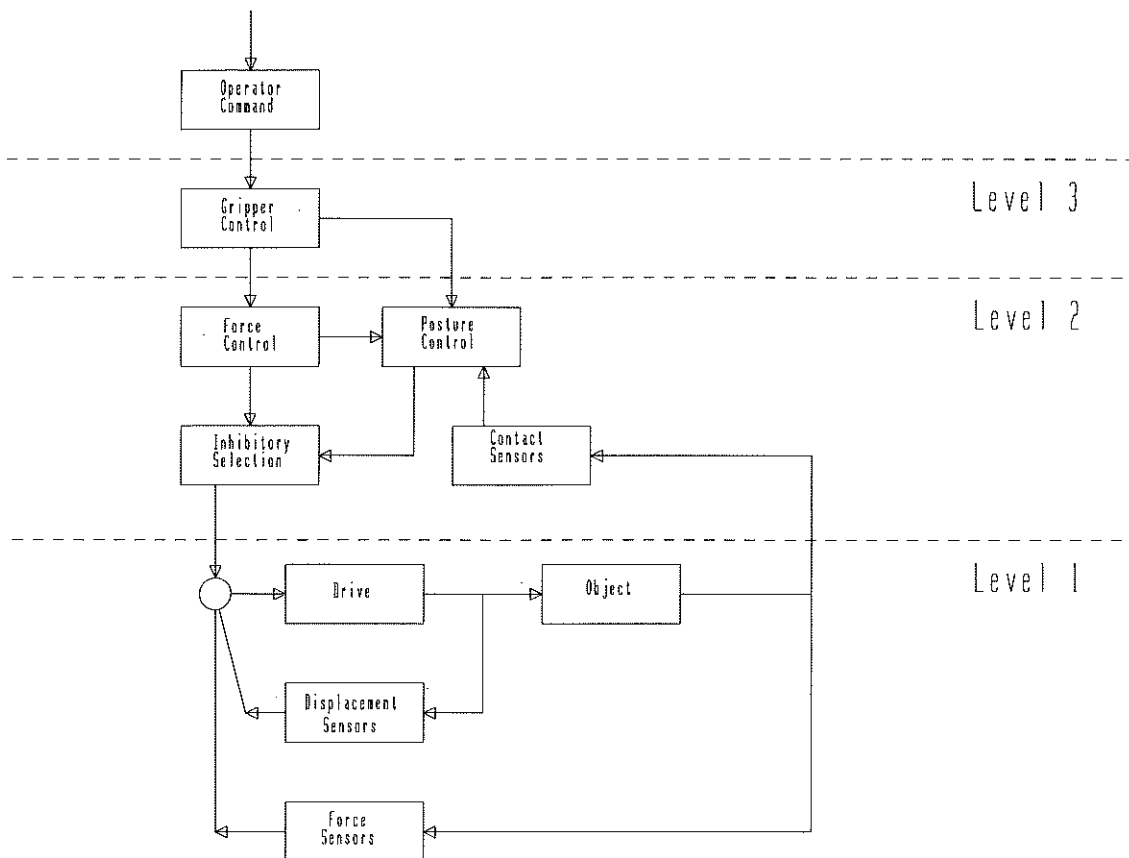 Operator
Command
Level 3
Gripper
Control
Level 2
Force
Control
Posture
Control
Inhibitory
Selection
Contact
Sensors
Level 1
Drive
Object
Displacement
Sensors
Force
Sensors